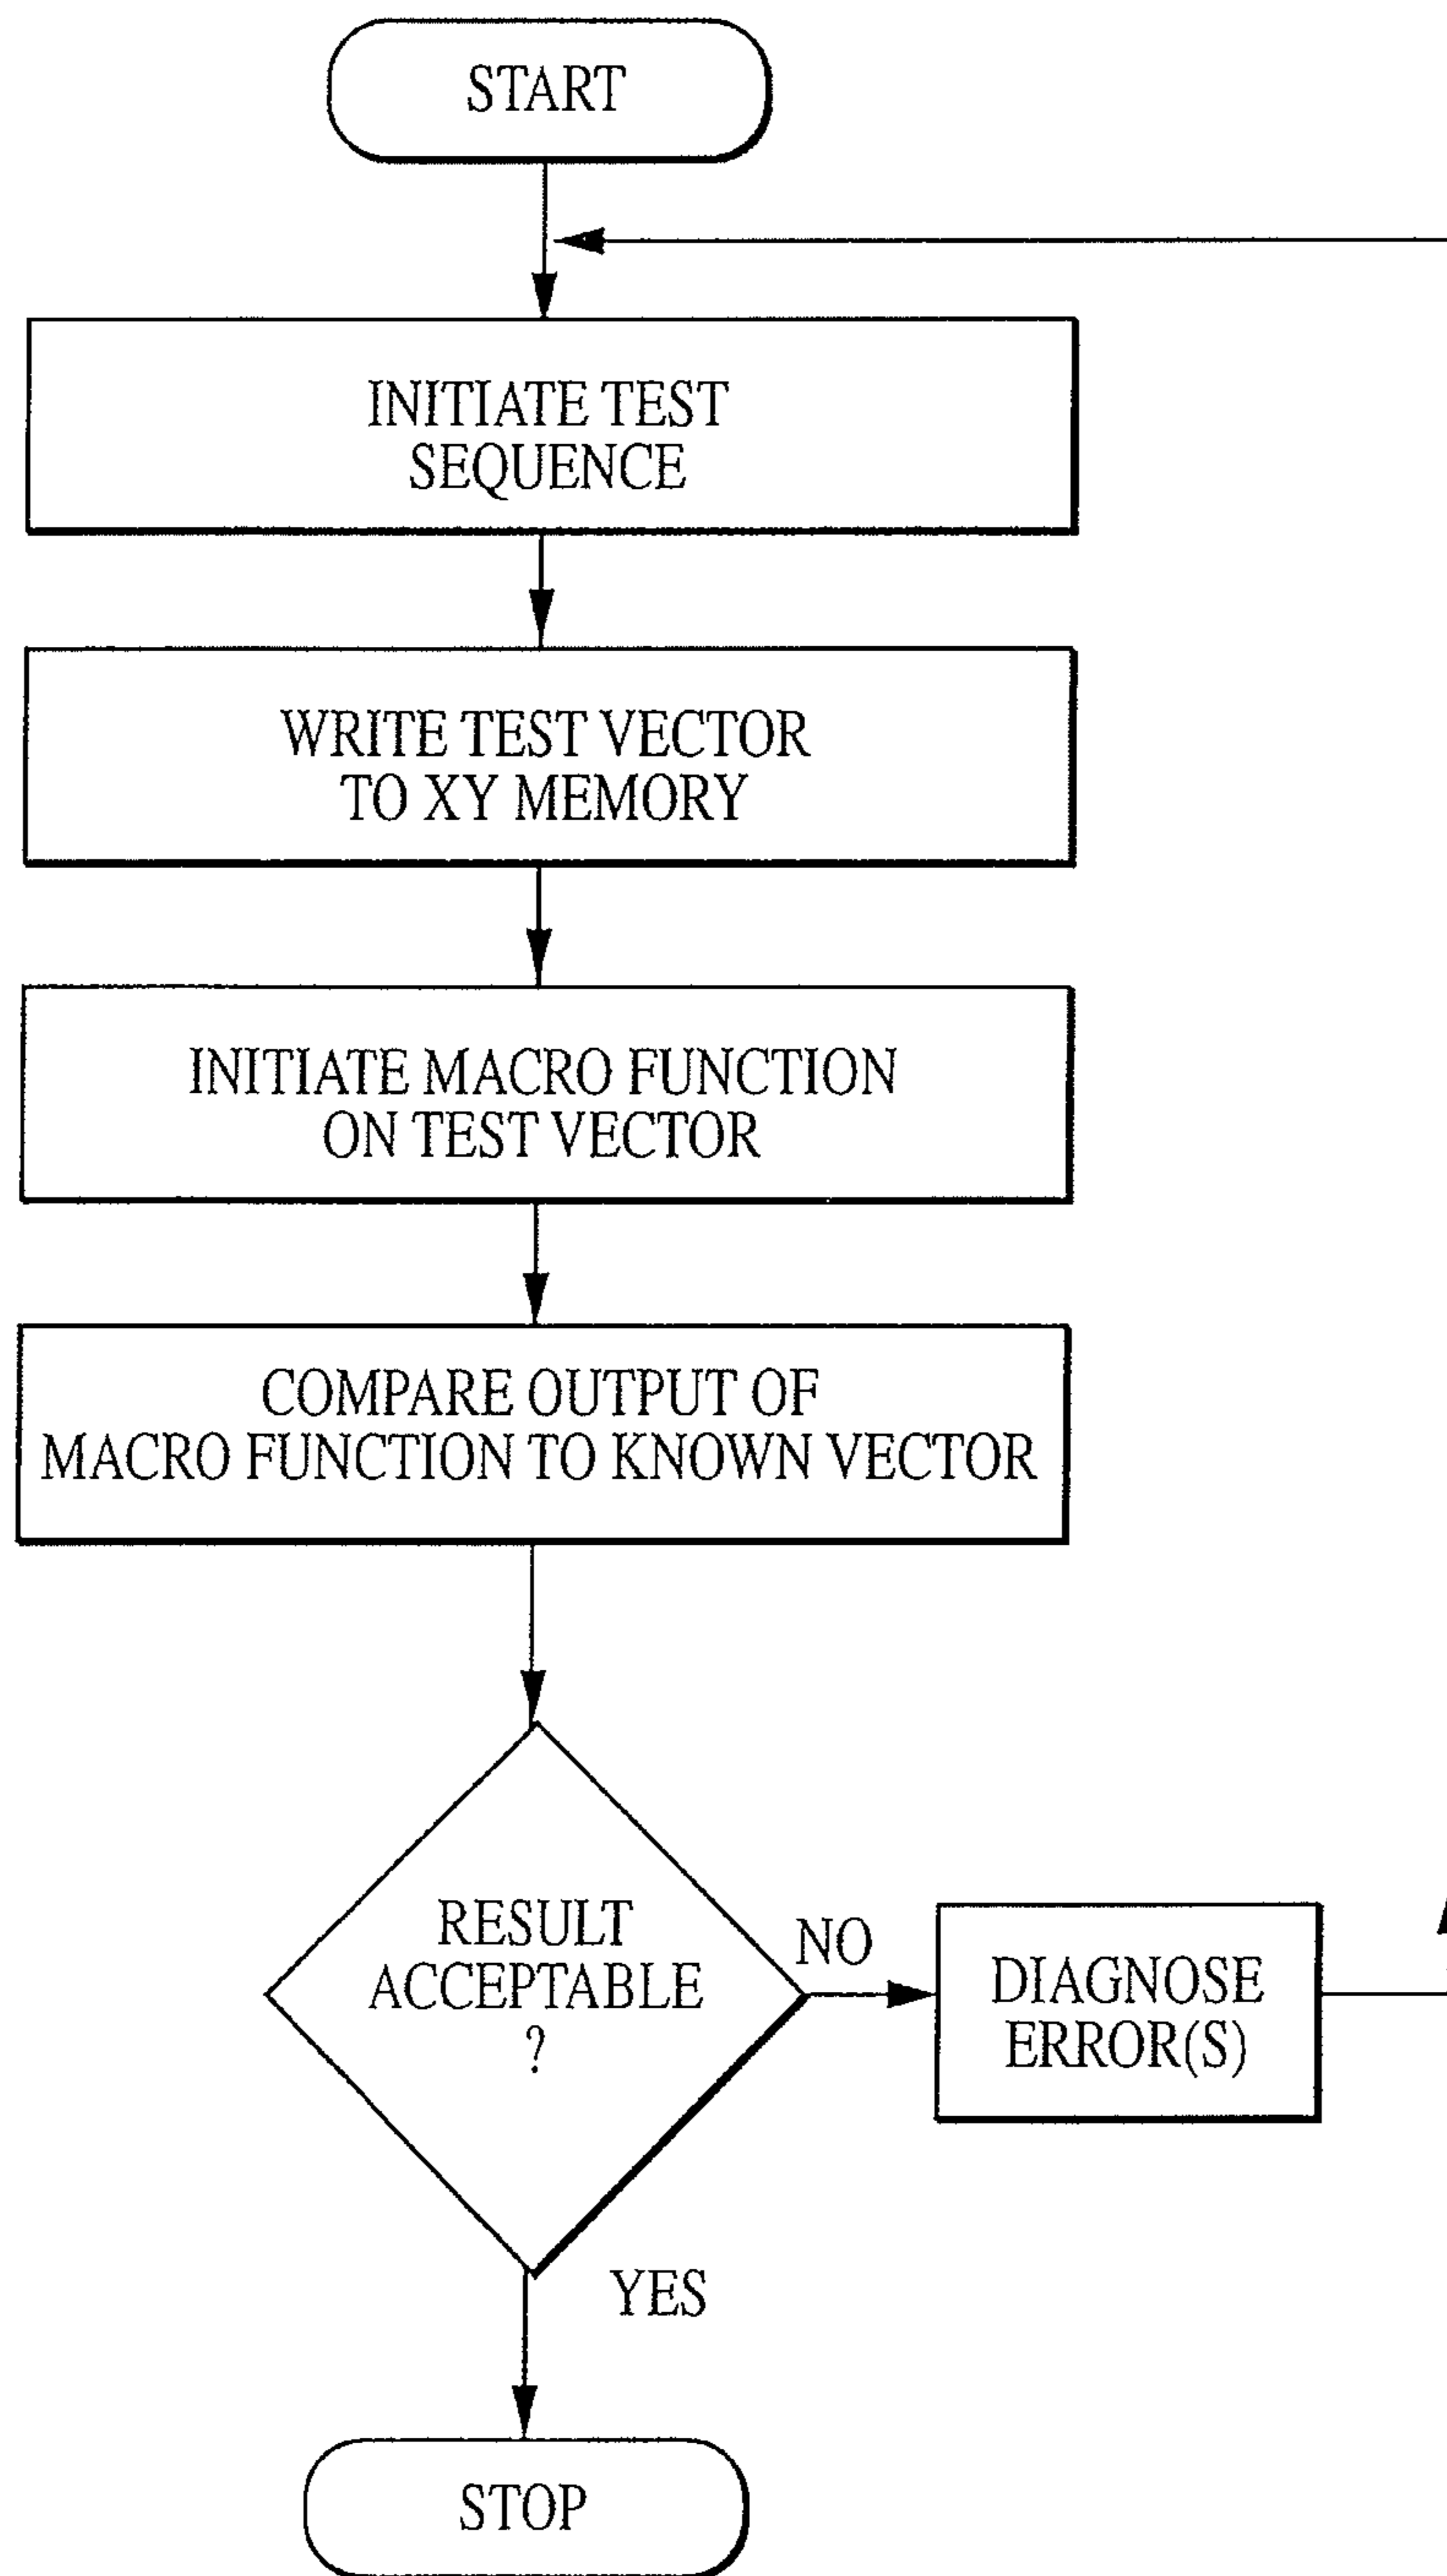 START
INITIATE TEST
SEQUENCE
WRITE TEST VECTOR
TO XY MEMORY
INITIATE MACRO FUNCTION
ON TEST VECTOR
COMPARE OUTPUT OF
MACRO FUNCTION TO KNOWN VECTOR
RESULT
ACCEPTABLE
?
NO
DIAGNOSE
ERROR(S)
YES
STOP